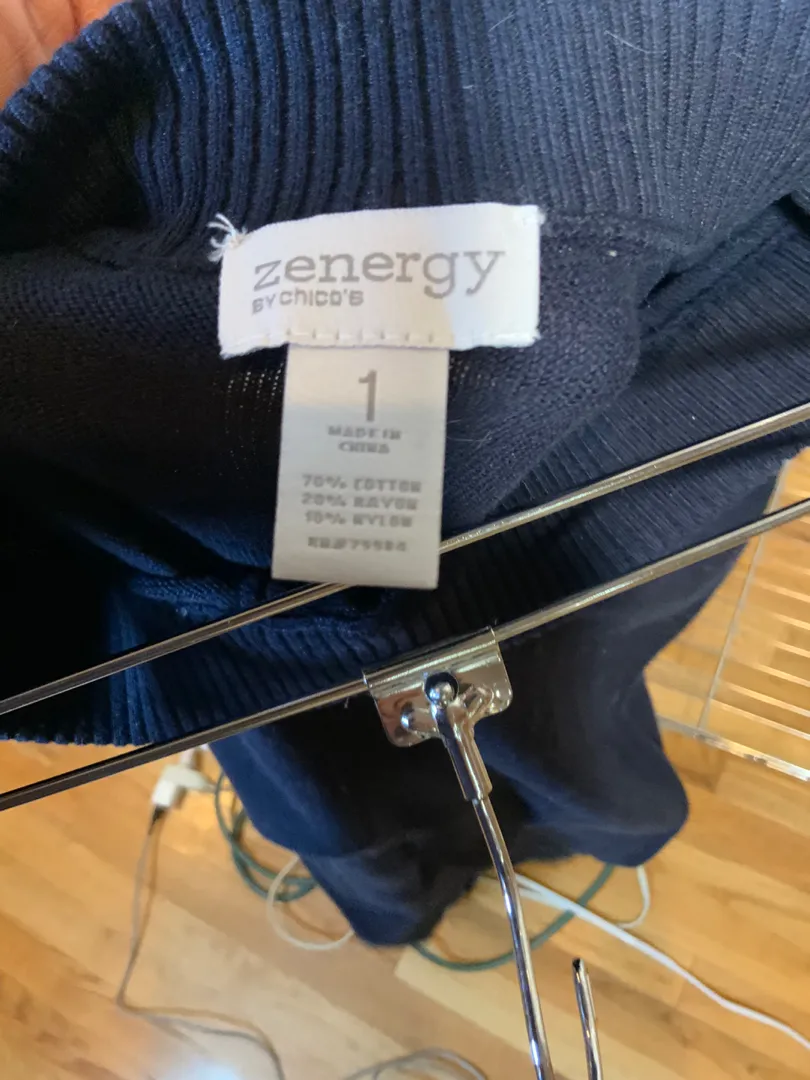 zenergy
BY CHICO'S
1
MADE IN
CHINA
70% COTTON
20% RAYON
10% NYLON